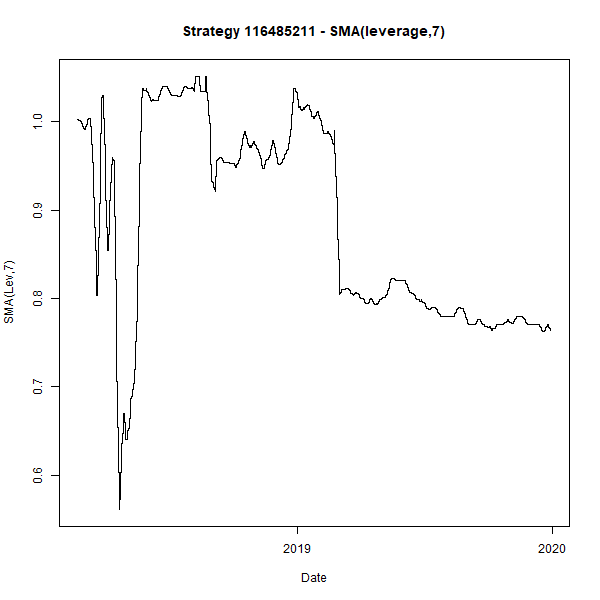 Strategy 116485211 - SMA(leverage,7)
SMA(Lev,7)
1.0
0.9
0.8
0.7
0.6
2019
2020
Date